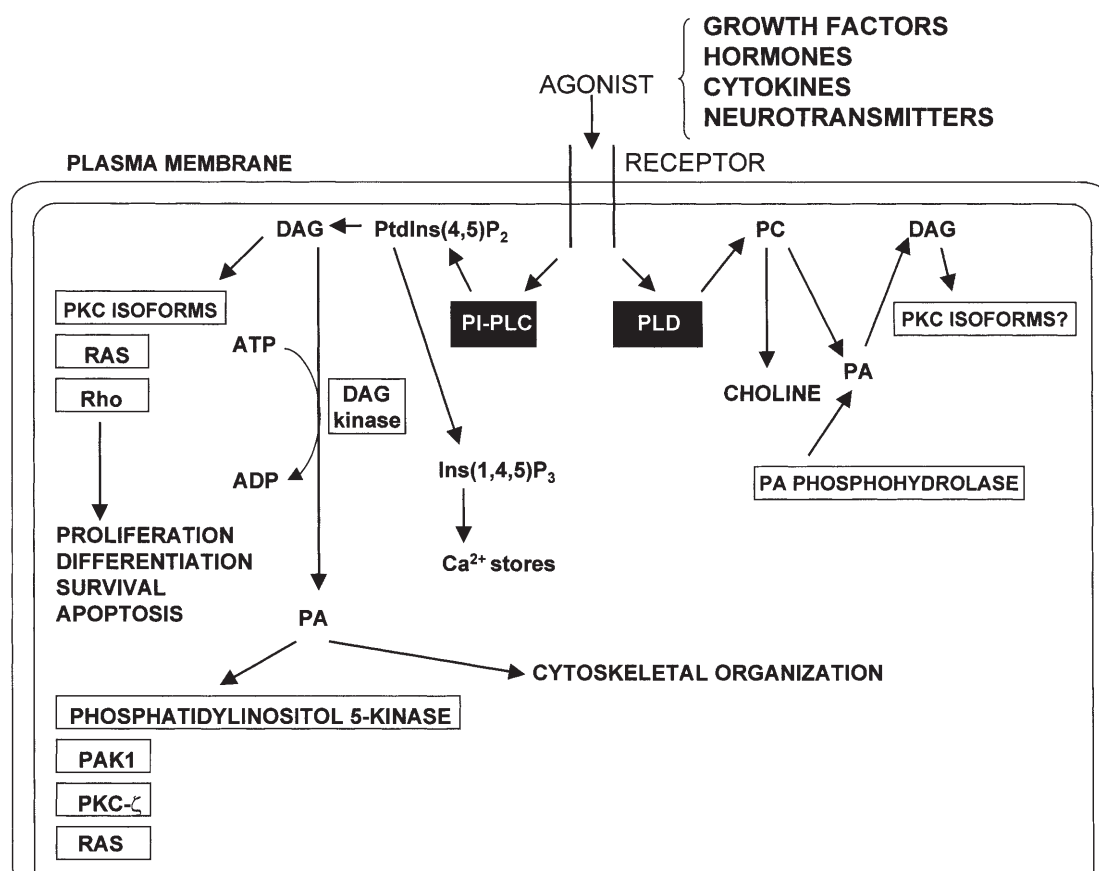 GROWTH FACTORS
HORMONES
CYTOKINES
NEUROTRANSMITTERS
AGONIST
RECEPTOR
PLASMA MEMBRANE
DAG
PtdIns(4,5)P₂
PC
DAG
PKC ISOFORMS
PI-PLC
PLD
PKC ISOFORMS?
RAS
ATP
Rho
DAG
kinase
CHOLINE
PA
ADP
Ins(1,4,5)P₃
PA PHOSPHOHYDROLASE
PROLIFERATION
DIFFERENTIATION
SURVIVAL
APOPTOSIS
Ca²⁺ stores
PA
CYTOSKELETAL ORGANIZATION
PHOSPHATIDYLINOSITOL 5-KINASE
PAK1
PKC-ζ
RAS